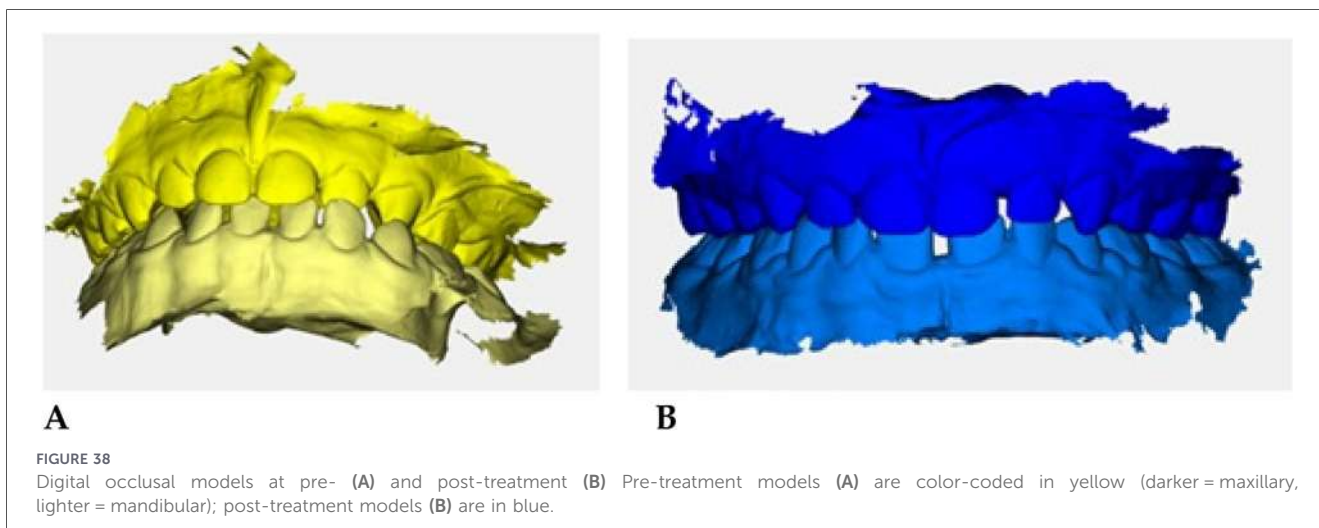 A
B
FIGURE 38
Digital occlusal models at pre- (A) and post-treatment (B) Pre-treatment models (A) are color-coded in yellow (darker = maxillary,
lighter = mandibular); post-treatment models (B) are in blue.